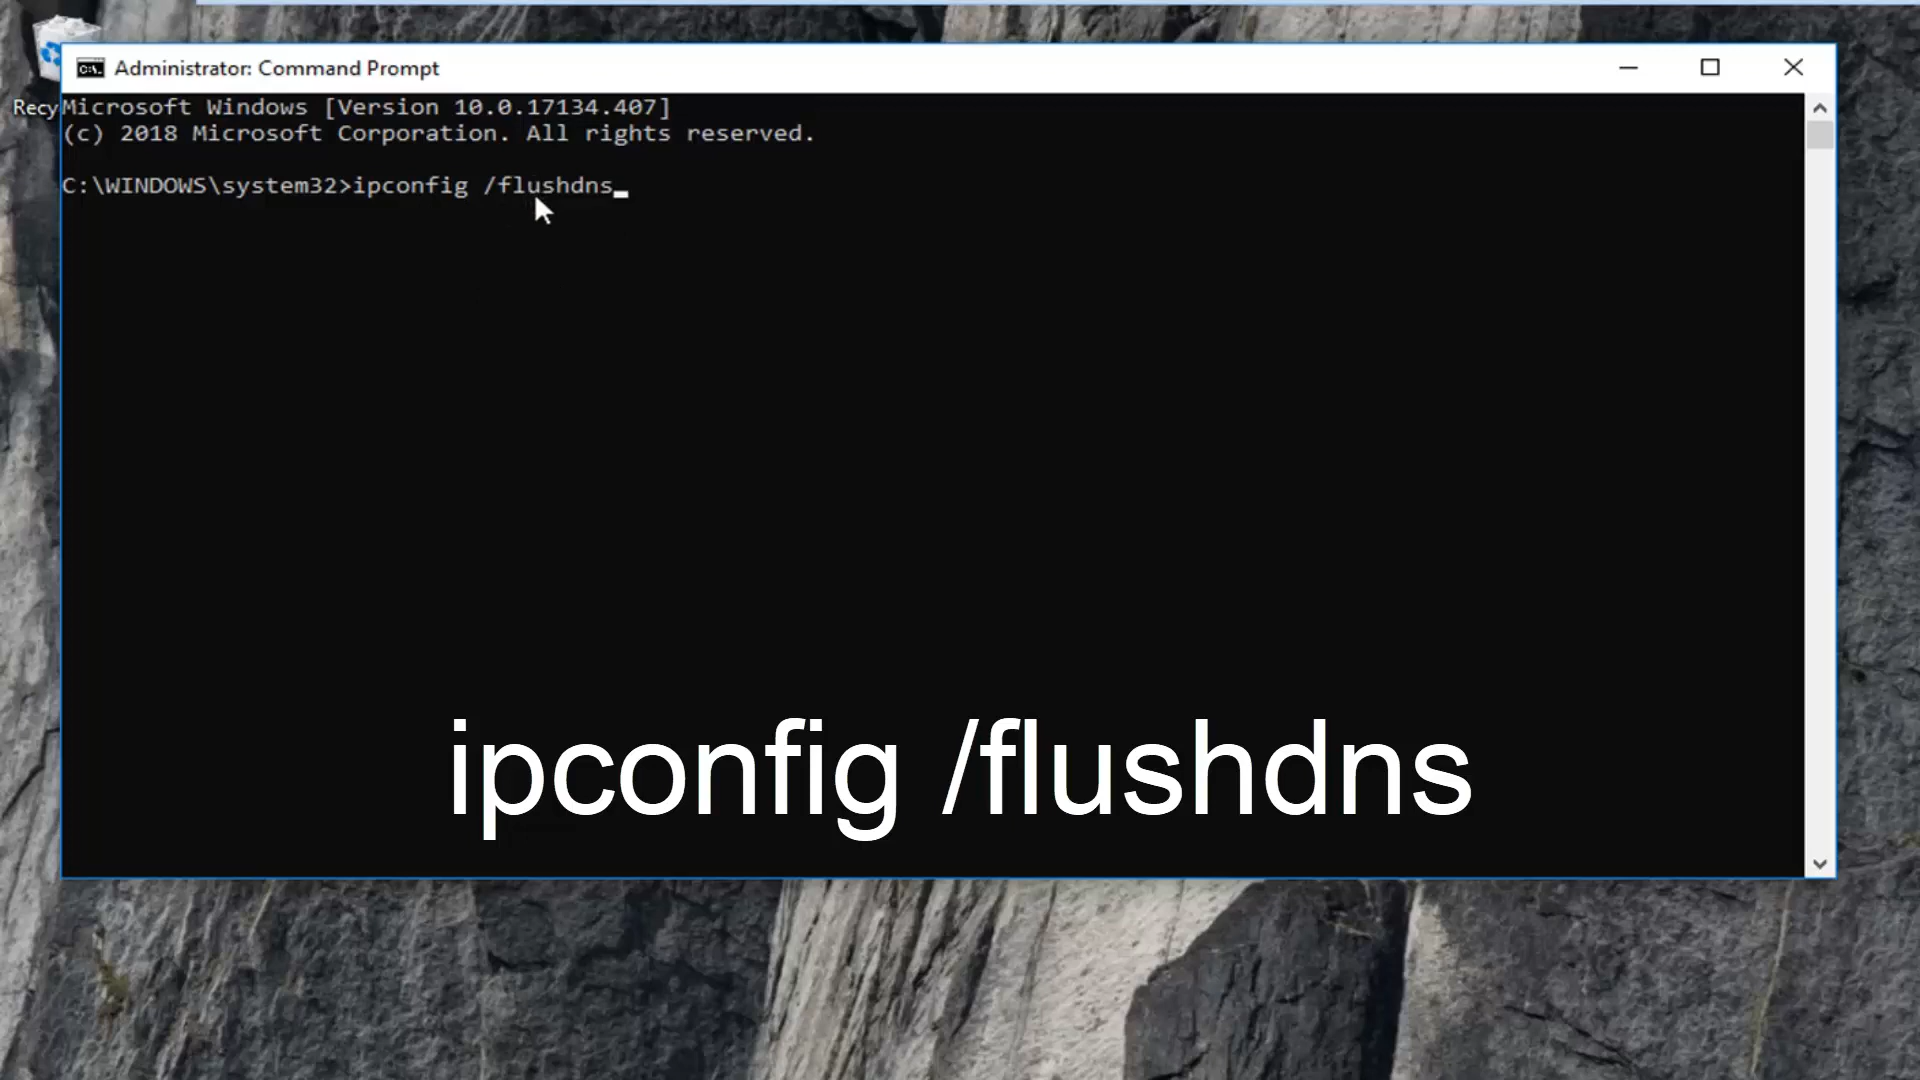 Administrator: Command Prompt
Recy
Microsoft Windows [Version 10.0.17134.407]
(c) 2018 Microsoft Corporation. All rights reserved.
C:\WINDOWS\system32>ipconfig /flushdns
ipconfig /flushdns